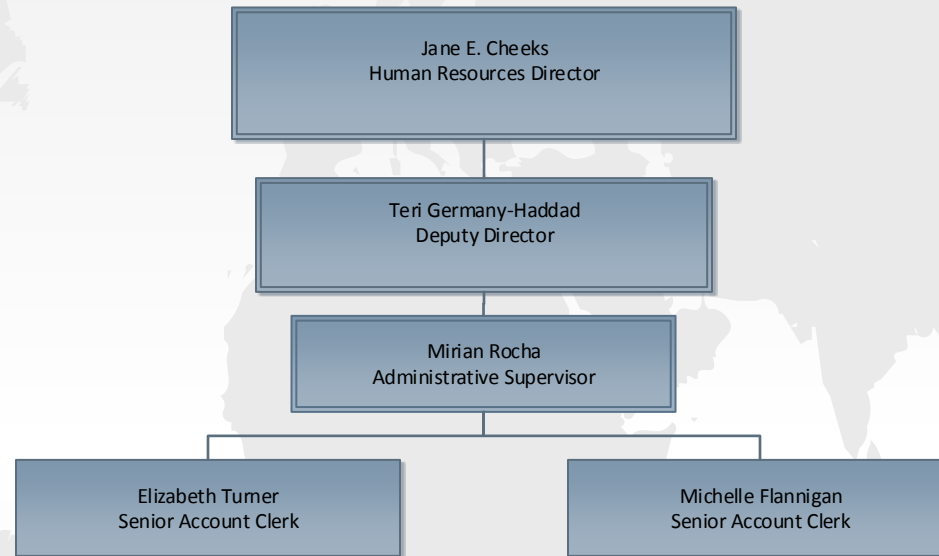 Jane E. Cheeks
Human Resources Director
Teri Germany-Haddad
Deputy Director
Mirian Rocha
Administrative Supervisor
Elizabeth Turner
Senior Account Clerk
Michelle Flannigan
Senior Account Clerk